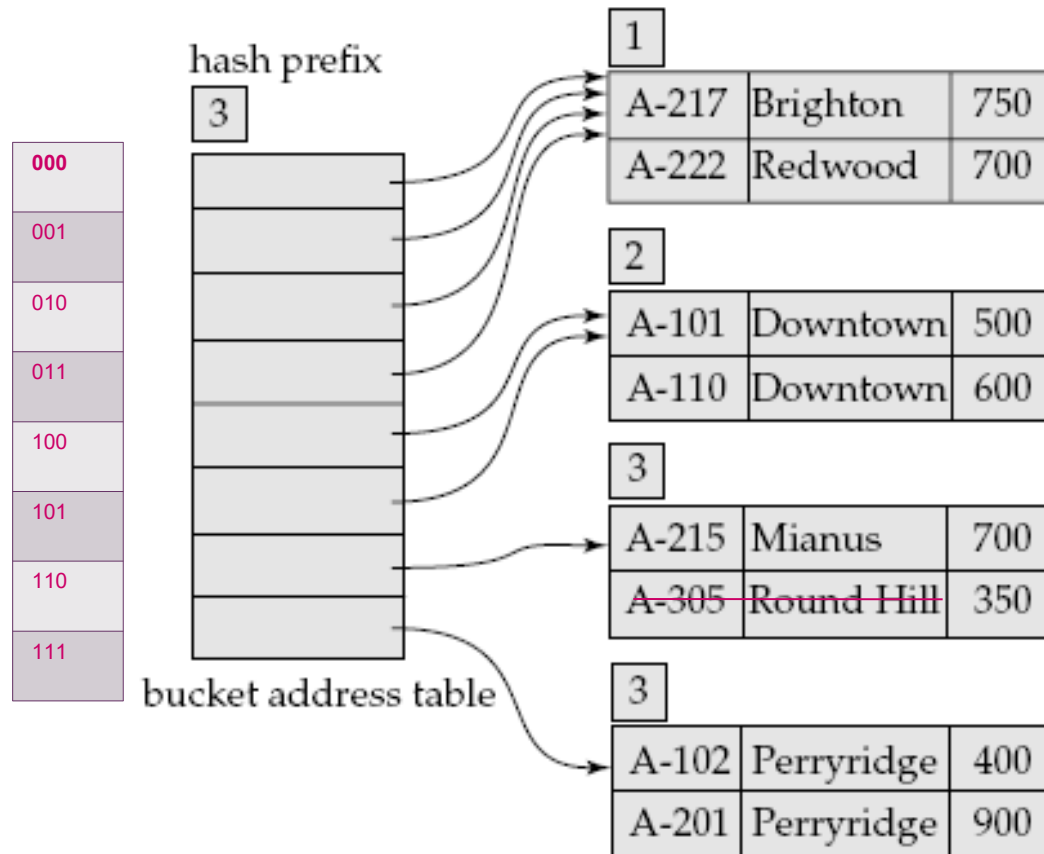 hash prefix
3
000
001
010
011
100
101
110
111
bucket address table
1
A-217 Brighton 750
A-222 Redwood 700
2
A-101 Downtown 500
A-110 Downtown 600
3
A-215 Mianus 700
A-305 Round Hill 350
3
A-102 Perryridge 400
A-201 Perryridge 900